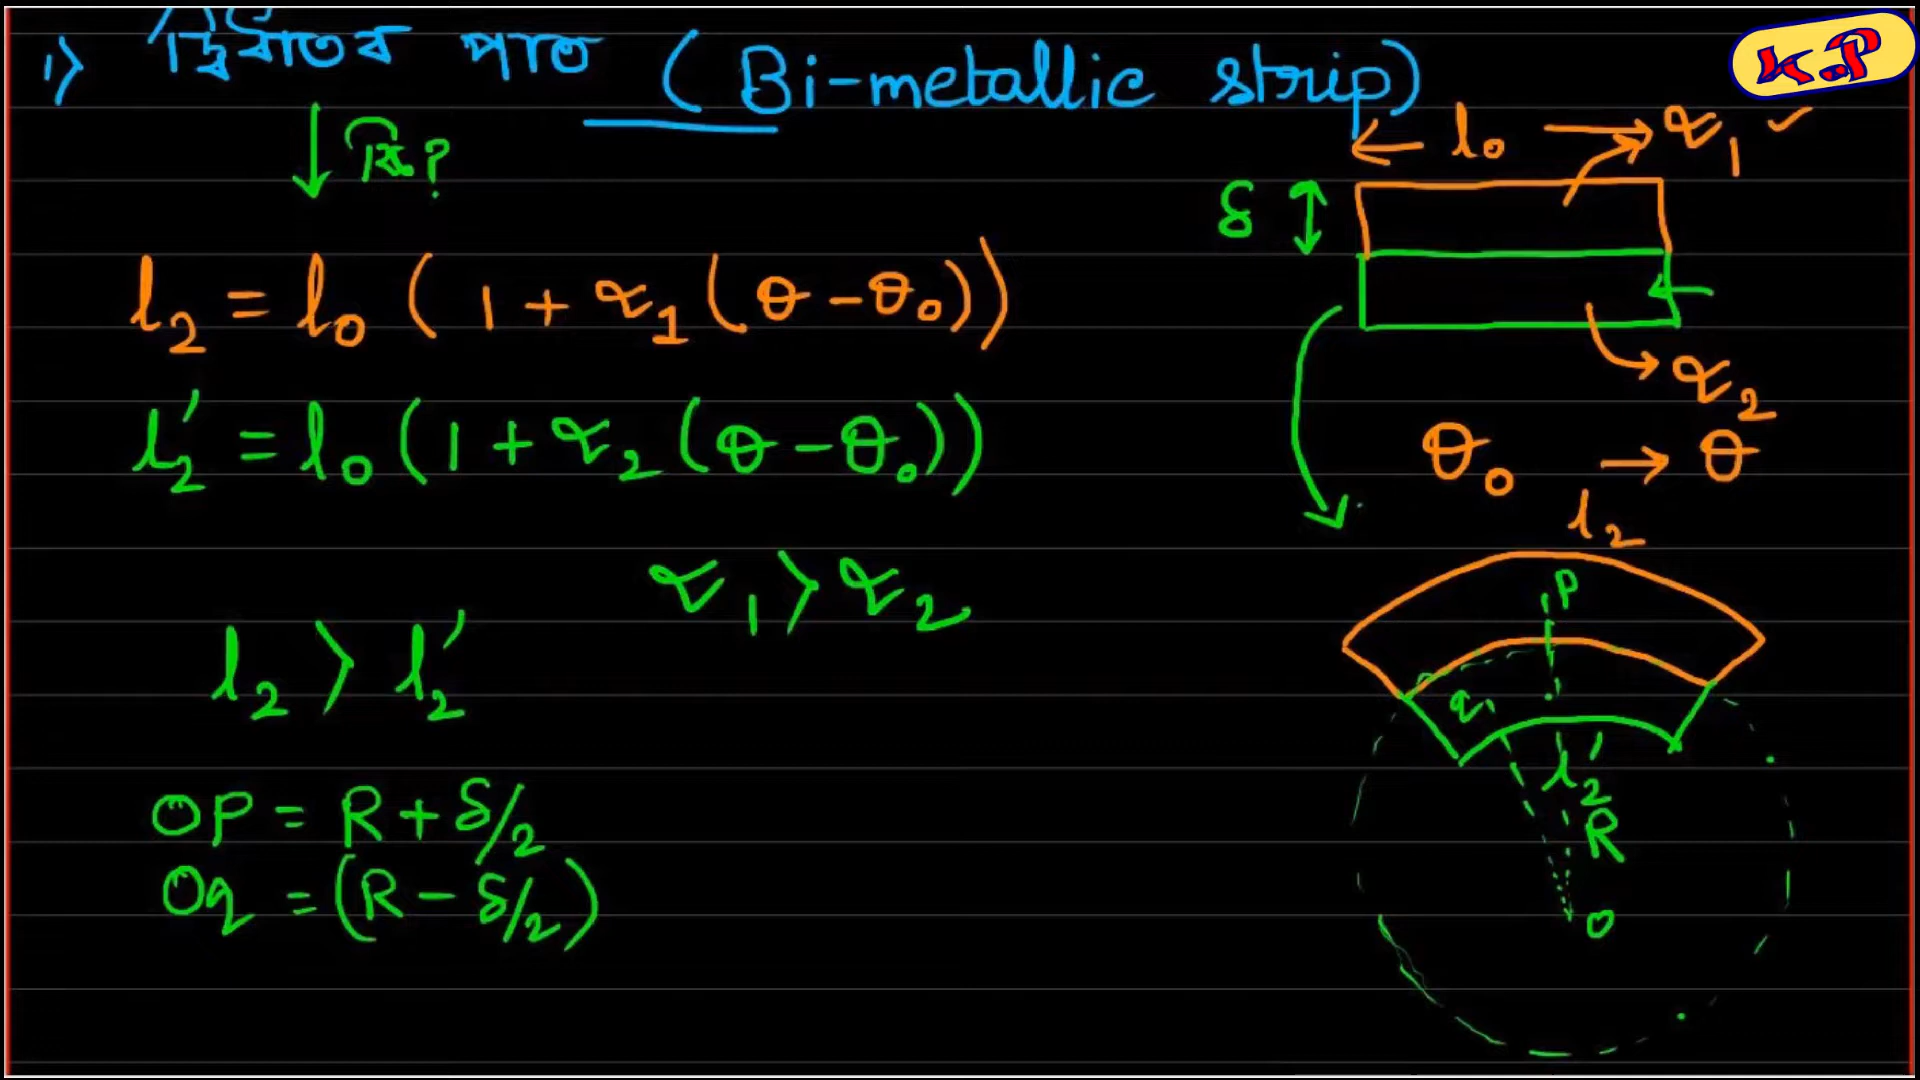 1) দ্বিধাতব পাত (Bi-metallic strip)
কি?
l₂ = l₀ (1 + α₁ (θ - θ₀))
l₂' = l₀ (1 + α₂ (θ - θ₀))
α₁ > α₂
l₂ > l₂'
OP = R + δ/2
Oq = (R - δ/2)
K.P
l₀
α₁
δ
α₂
θ₀ → θ
l₂
P
q
l₂'
R
O